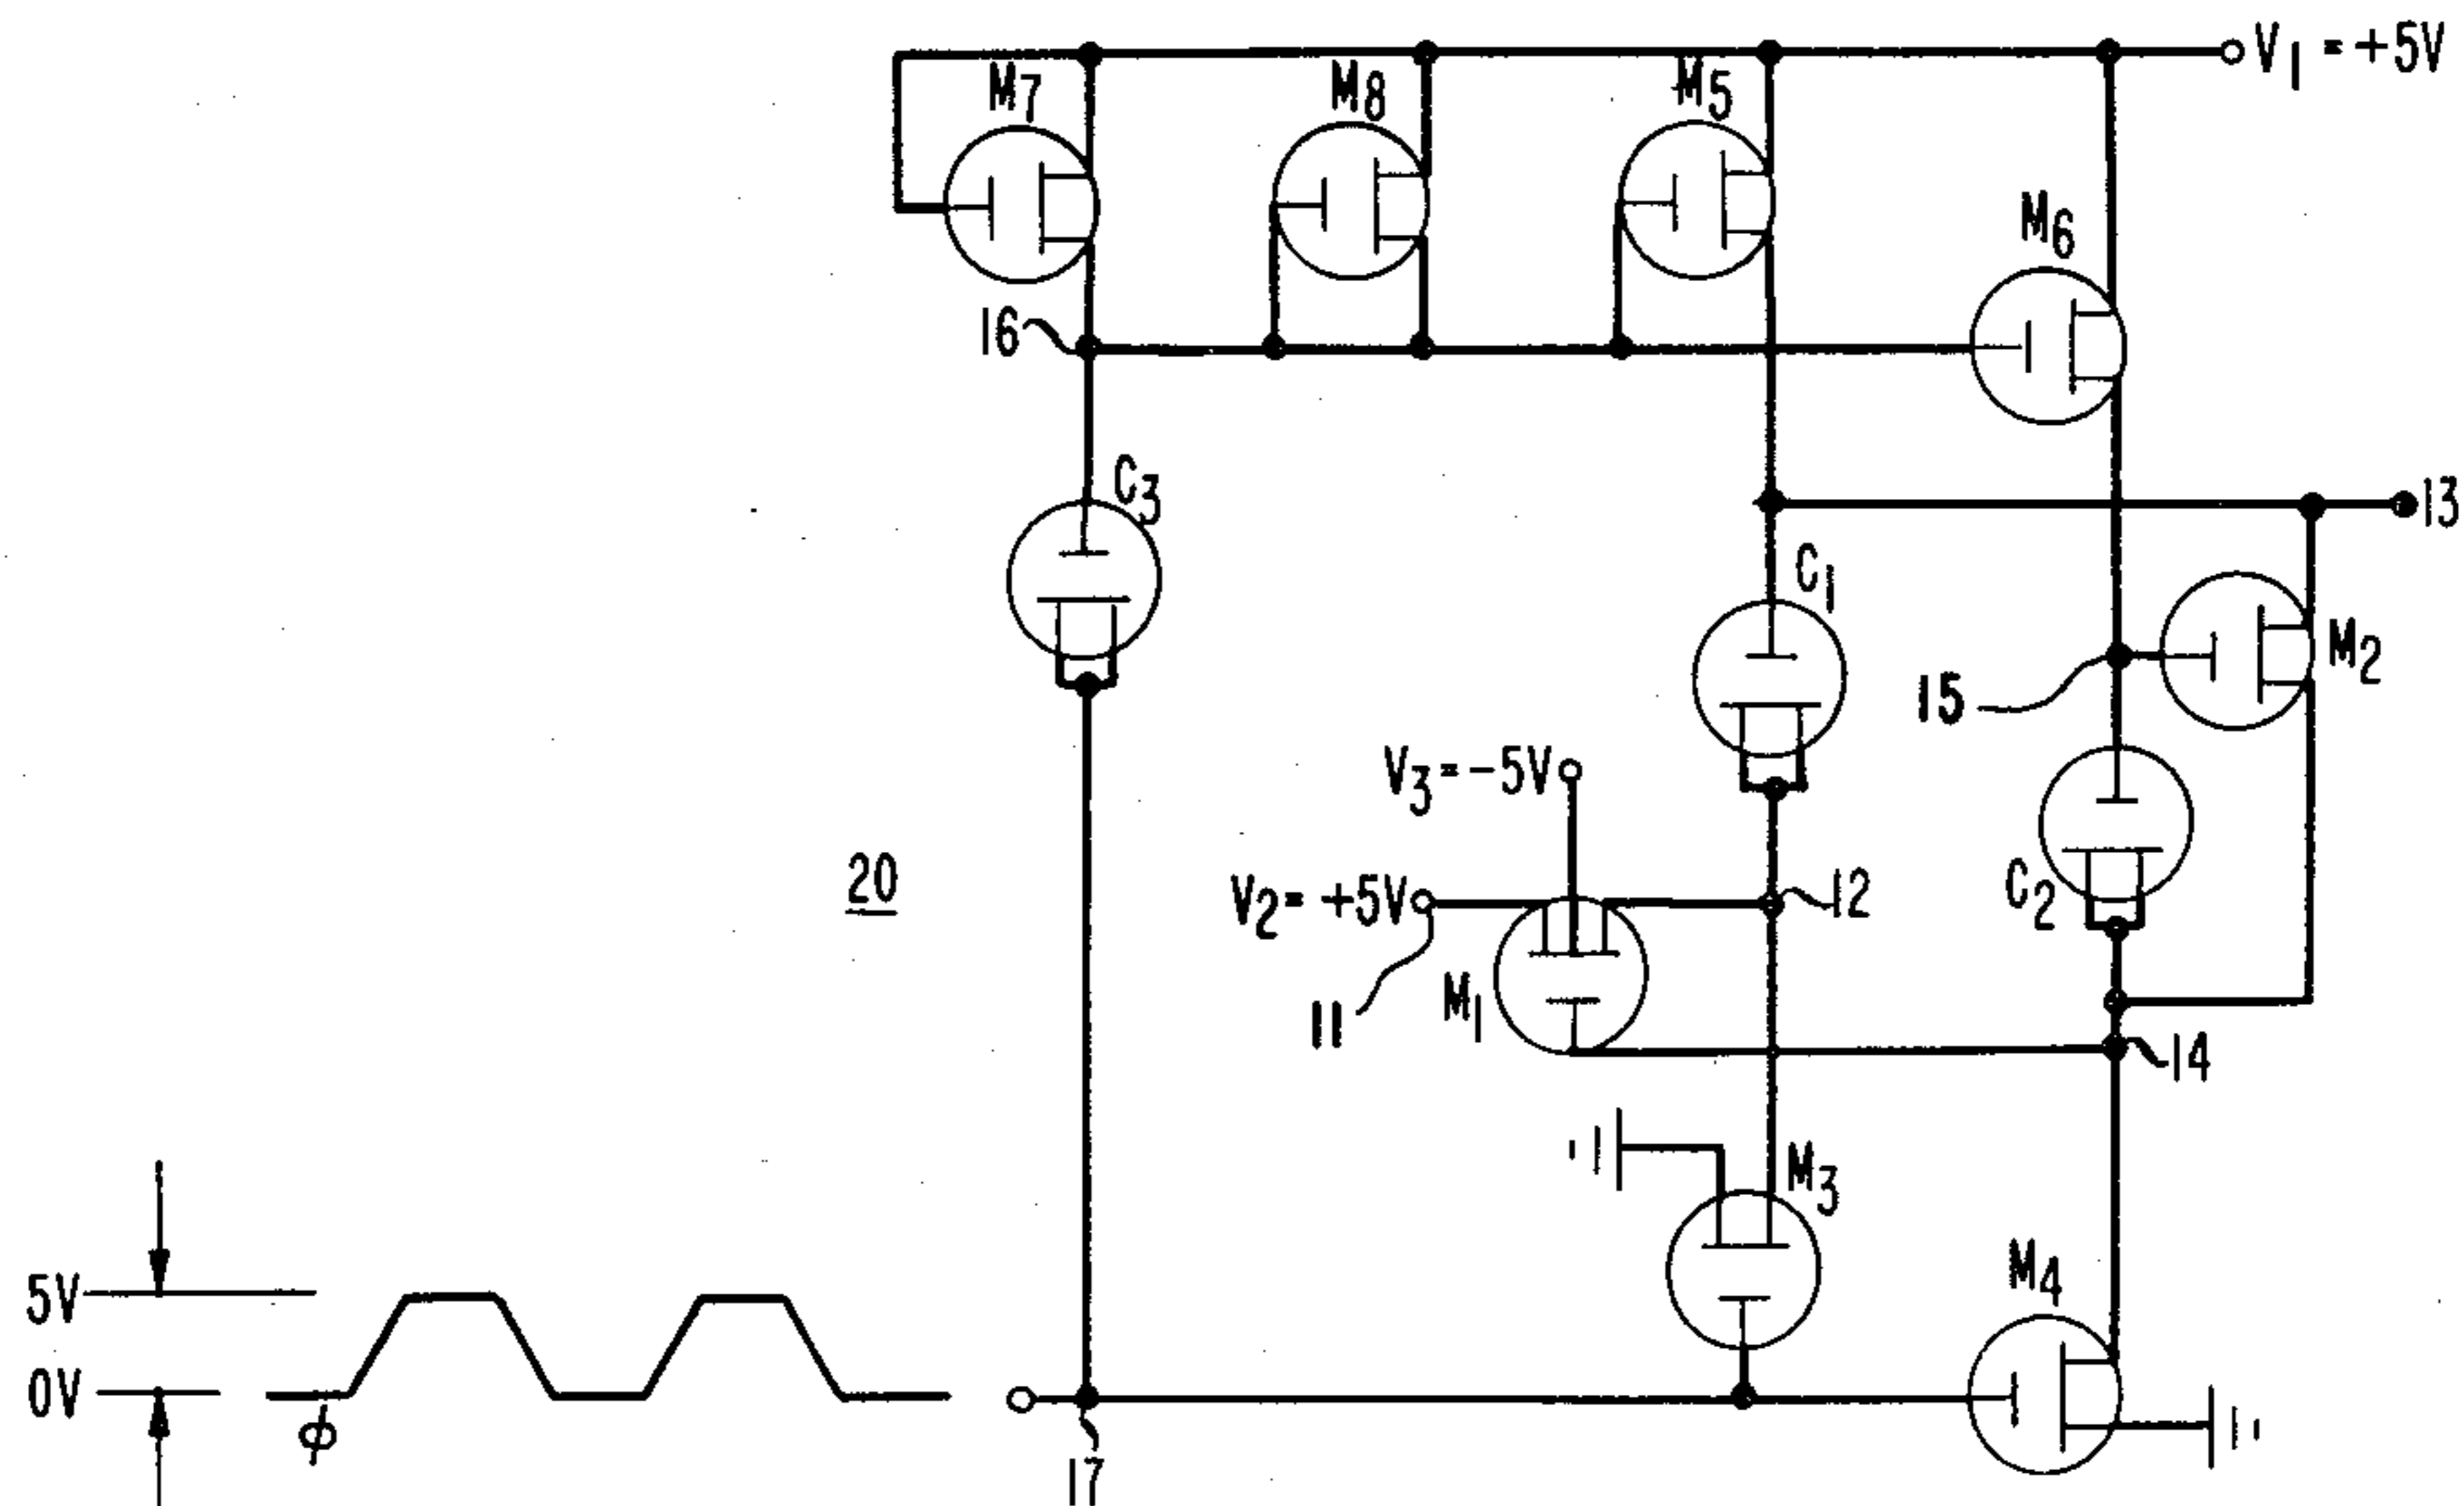 V1 = +5V
M7
M8
M5
M6
16
C3
13
C1
M2
15
V3 = -5V
20
V2 = +5V
12
C2
M1
11
14
M3
M4
5V
0V
ϕ
17